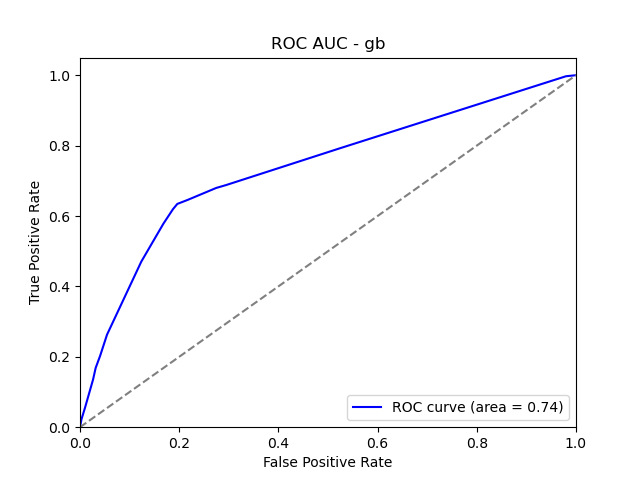 ROC AUC - gb
1.0
0.8
0.6
0.4
0.2
0.0
True Positive Rate
ROC curve (area = 0.74)
0.0 0.2 0.4 0.6 0.8 1.0
False Positive Rate